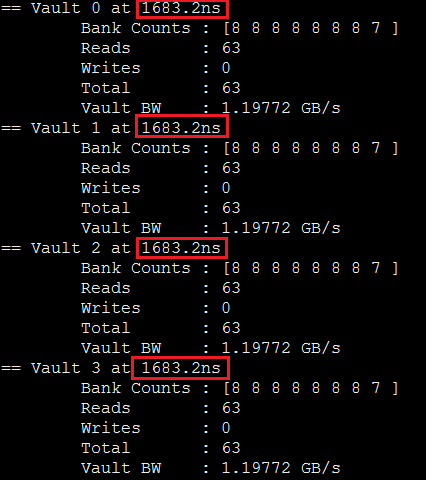 == Vault 0 at 1683.2ns
Bank Counts : [8 8 8 8 8 8 8 7 ]
Reads : 63
Writes : 0
Total : 63
Vault BW : 1.19772 GB/s
== Vault 1 at 1683.2ns
Bank Counts : [8 8 8 8 8 8 8 7 ]
Reads : 63
Writes : 0
Total : 63
Vault BW : 1.19772 GB/s
== Vault 2 at 1683.2ns
Bank Counts : [8 8 8 8 8 8 8 7 ]
Reads : 63
Writes : 0
Total : 63
Vault BW : 1.19772 GB/s
== Vault 3 at 1683.2ns
Bank Counts : [8 8 8 8 8 8 8 7 ]
Reads : 63
Writes : 0
Total : 63
Vault BW : 1.19772 GB/s